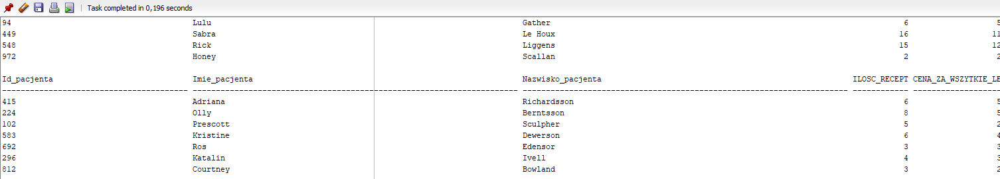 Task completed in 0,196 seconds
94 Lulu Gather 6 5
449 Sabra Le Houx 16 11
548 Rick Liggens 15 12
972 Honey Scallan 2 2
Id_pacjenta Imie_pacjenta Nazwisko_pacjenta ILOSC_RECEPT CENA_ZA_WSZYTKIE_LE
415 Adriana Richardsson 6 5
224 Olly Berntsson 8 5
102 Prescott Sculpher 5 2
583 Kristine Dewerson 6 4
692 Ros Edensor 3 3
296 Katalin Ivell 4 3
812 Courtney Bowland 3 2